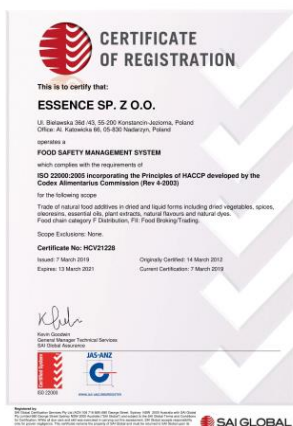 CERTIFICATE
OF REGISTRATION
This is to certify that:
ESSENCE SP. Z O.O.
Ul. Bielawska 36d /43, 55-200 Konstancin-Jeziorna, Poland
Office: Al. Katowicka 66, 05-830 Nadarzyn, Poland
operates a
FOOD SAFETY MANAGEMENT SYSTEM
which complies with the requirements of
ISO 22000:2005 incorporating the Principles of HACCP developed by the
Codex Alimentarius Commission (Rev 4-2003)
for the following scope
Trade of natural food additives in dried and liquid forms including dried vegetables, spices,
oleoresins, essential oils, plant extracts, natural flavours and natural dyes.
Food chain category F Distribution, FII: Food Broking/Trading.
Scope Exclusions: None.
Certificate No: HCV21228
Issued: 7 March 2019 Originally Certified: 14 March 2012
Expires: 13 March 2021 Current Certification: 7 March 2019
Kevin Goodwin
General Manager Technical Services
SAI Global Assurance
Certified System
JAS-ANZ
ISO 22000
Registered by:
SAI GLOBAL